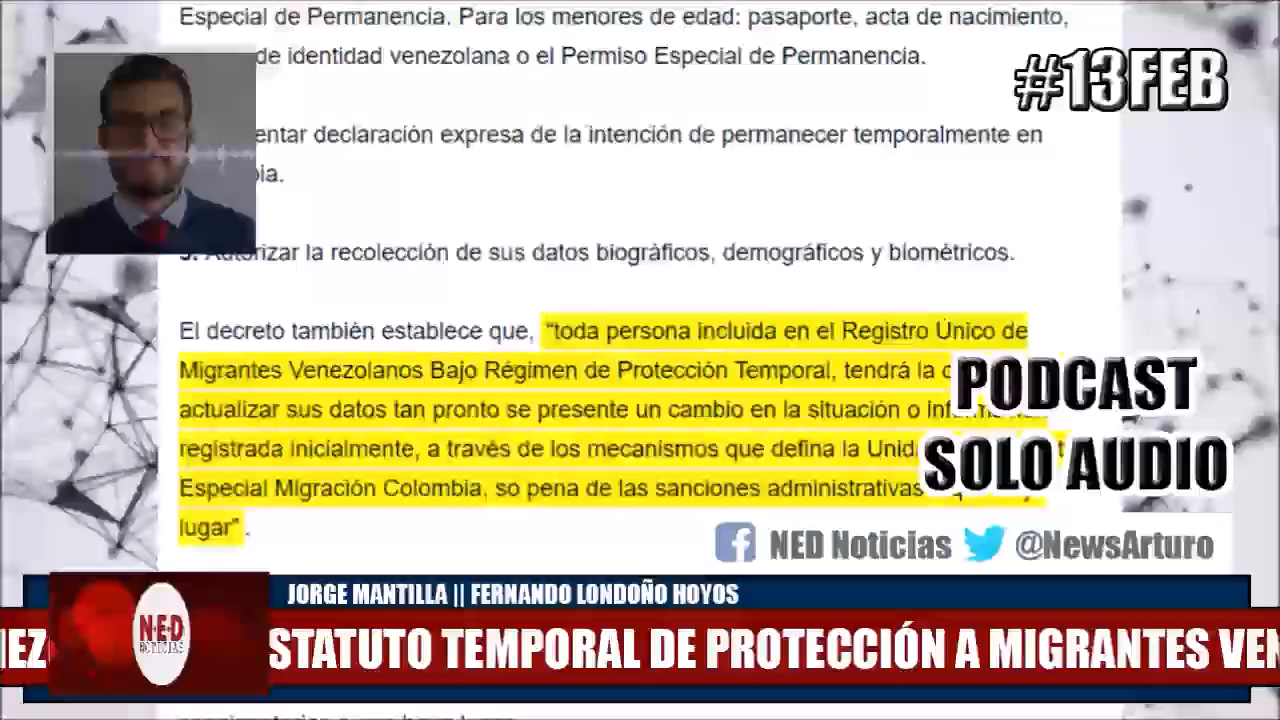 Especial de Permanencia. Para los menores de edad: pasaporte, acta de nacimiento,
de identidad venezolana o el Permiso Especial de Permanencia.
#13FEB
entar declaración expresa de la intención de permanecer temporalmente en
bia.
3. Autorizar la recolección de sus datos biográficos, demográficos y biométricos.
El decreto también establece que, "toda persona incluida en el Registro Único de
Migrantes Venezolanos Bajo Régimen de Protección Temporal, tendrá la
actualizar sus datos tan pronto se presente un cambio en la situación o
registrada inicialmente, a través de los mecanismos que defina la
Especial Migración Colombia, so pena de las sanciones administrativas
lugar".
PODCAST
SOLO AUDIO
NED Noticias @NewsArturo
JORGE MANTILLA || FERNANDO LONDOÑO HOYOS
NED
NOTICIAS
STATUTO TEMPORAL DE PROTECCIÓN A MIGRANTES VEN